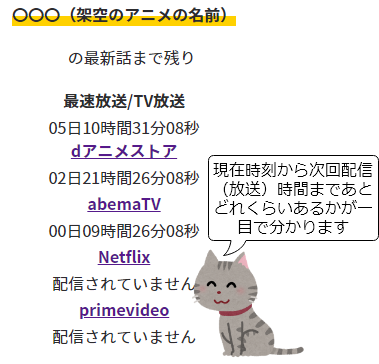 〇〇〇（架空のアニメの名前）
の最新話まで残り
最速放送/TV放送
05日10時間31分08秒
dアニメストア
02日21時間26分08秒
abemaTV
00日09時間26分08秒
Netflix
配信されていません
primevideo
配信されていません
現在時刻から次回配信
（放送）時間まであと
どれくらいあるかが一
目で分かります